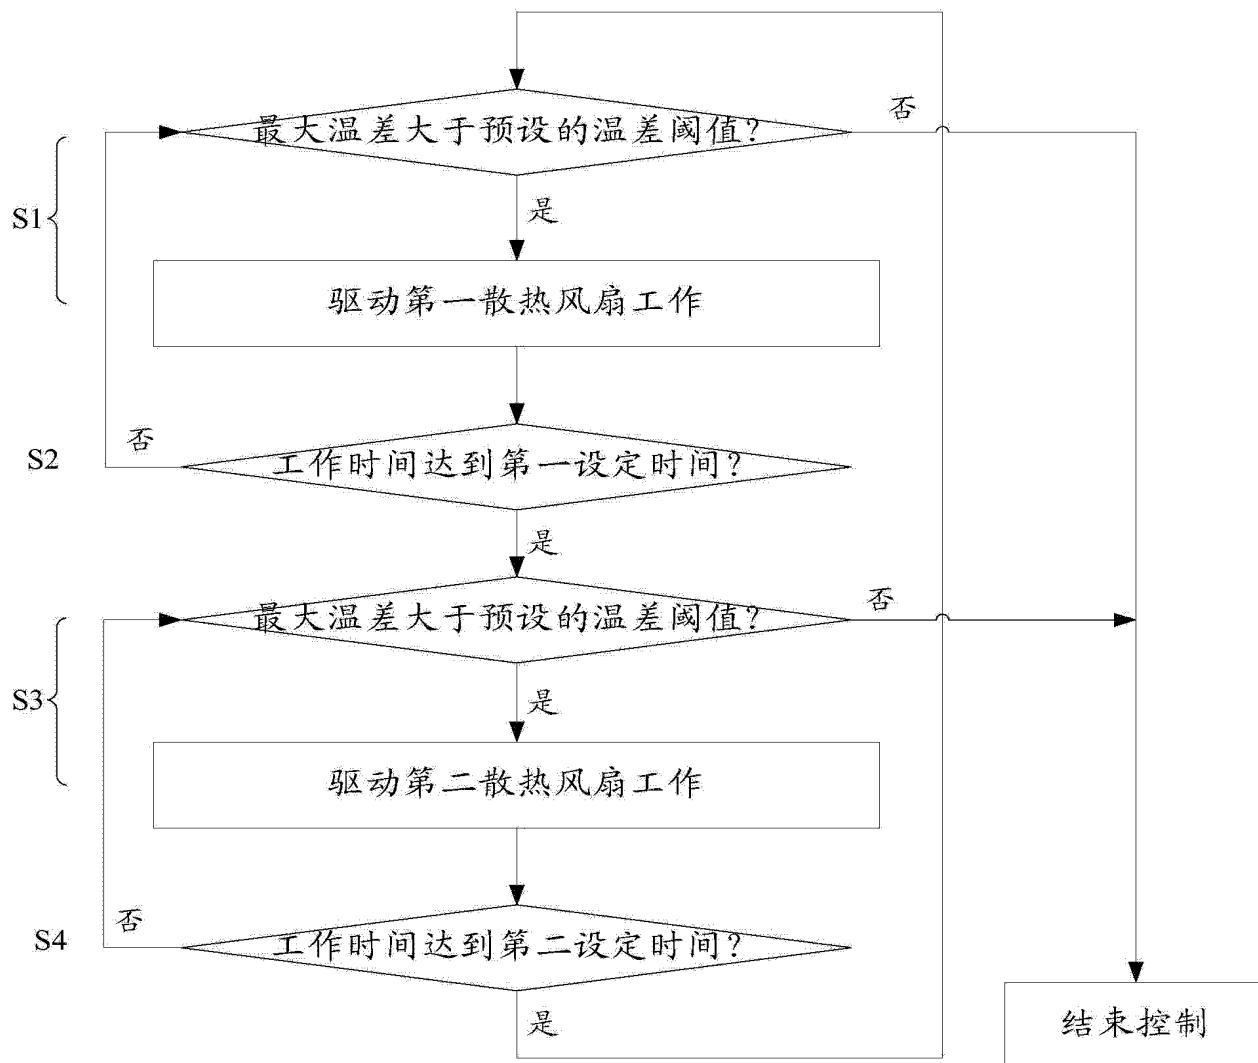 否
最大温差大于预设的温差阈值?
S1
是
驱动第一散热风扇工作
否
S2
工作时间达到第一设定时间?
是
最大温差大于预设的温差阈值?
否
S3
是
驱动第二散热风扇工作
否
S4
工作时间达到第二设定时间?
是
结束控制